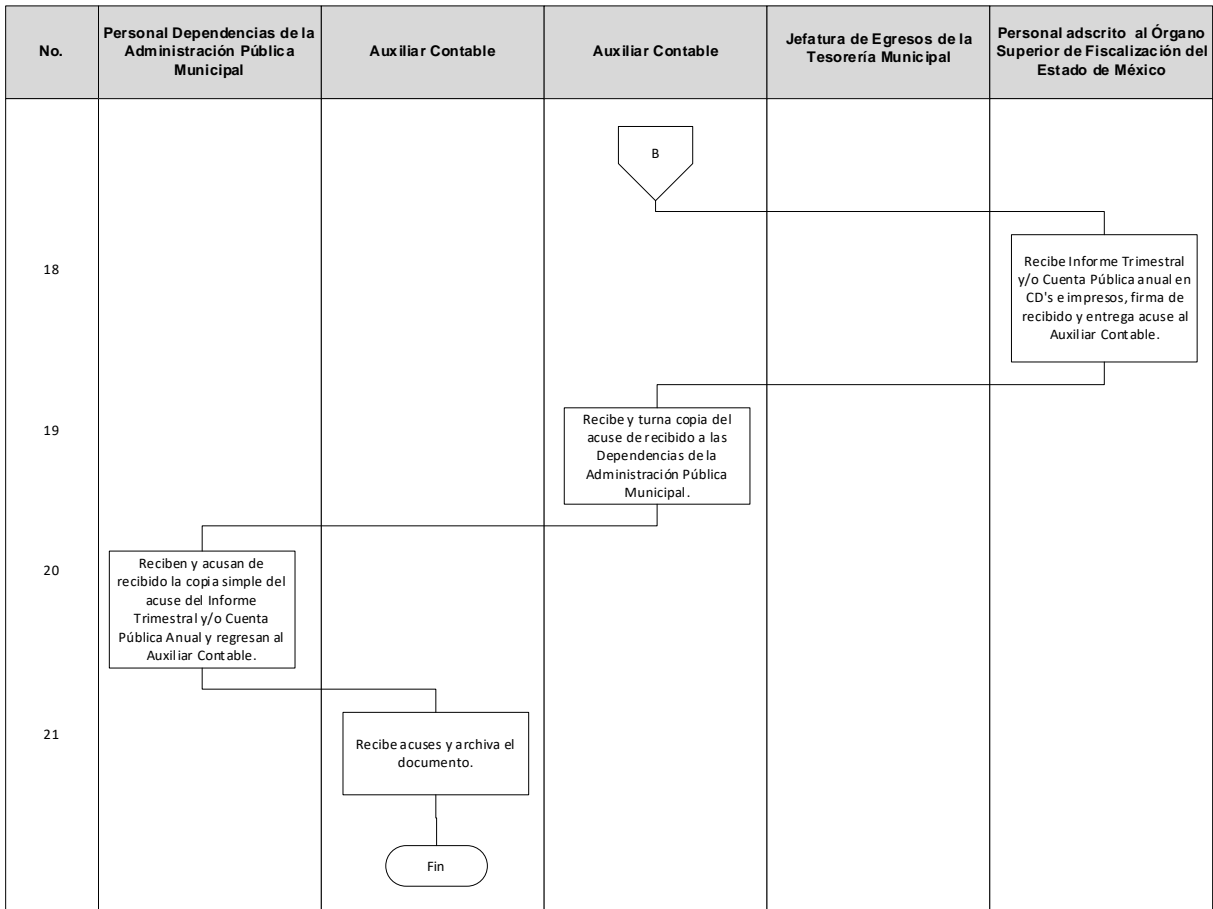 No.
Personal Dependencias de la
Administración Pública
Municipal
Auxiliar Contable
Auxiliar Contable
Jefatura de Egresos de la
Tesorería Municipal
Personal adscrito al Órgano
Superior de Fiscalización del
Estado de México
B
18
Recibe Informe Trimestral
y/o Cuenta Pública anual en
CD's e impresos, firma de
recibido y entrega acuse al
Auxiliar Contable.
19
Recibe y turna copia del
acuse de recibido a las
Dependencias de la
Administración Pública
Municipal.
20
Reciben y acusan de
recibido la copia simple del
acuse del Informe
Trimestral y/o Cuenta
Pública Anual y regresan al
Auxiliar Contable.
21
Recibe acuses y archiva el
documento.
Fin